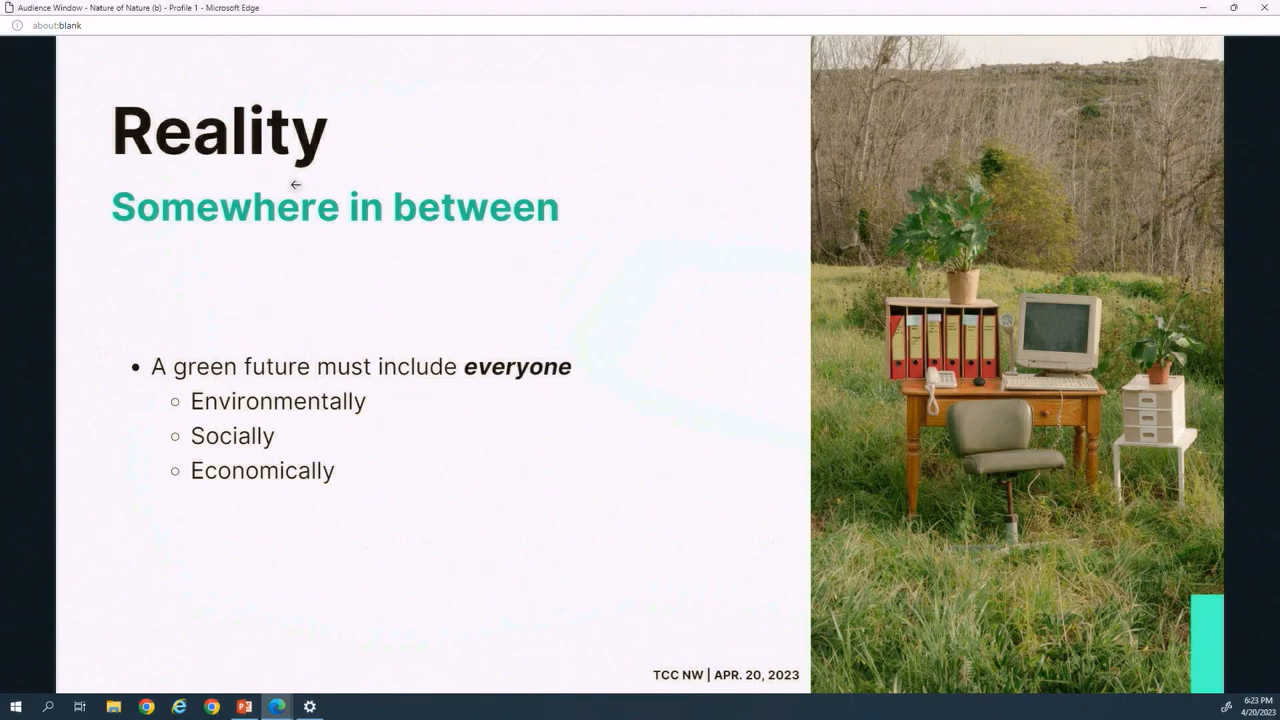 Audience Window - Nature of Nature (b) - Profile 1 - Microsoft Edge
about:blank
Reality
Somewhere in between
• A green future must include everyone
○ Environmentally
○ Socially
○ Economically
TCC NW | APR. 20, 2023
6:23 PM
4/20/2023